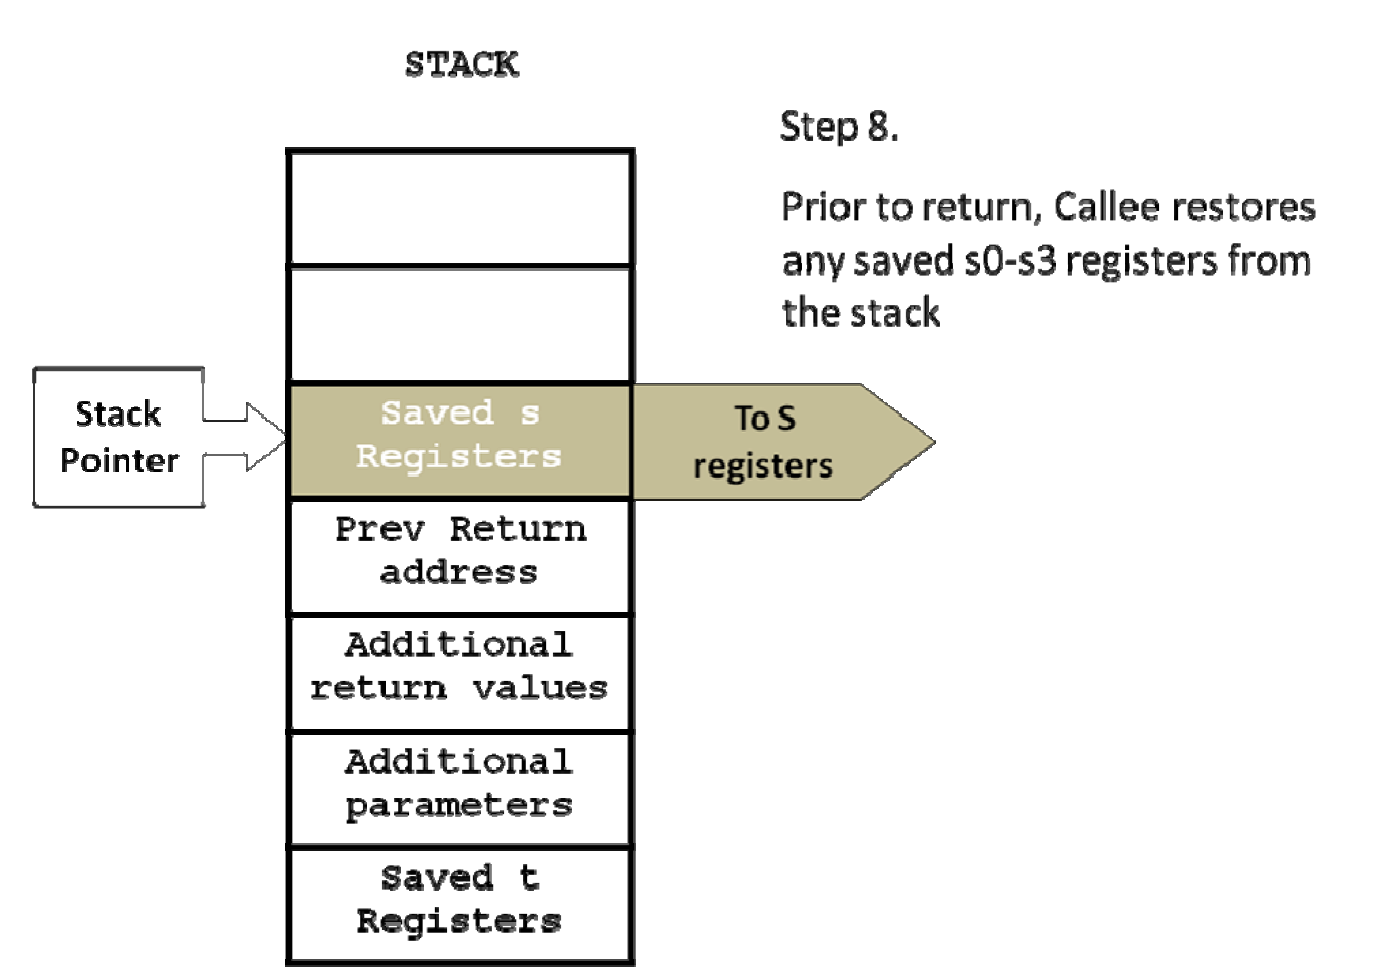 STACK
Step 8.
Prior to return, Callee restores
any saved s0-s3 registers from
the stack
Stack
Pointer
Saved s
Registers
To S
registers
Prev Return
address
Additional
return values
Additional
parameters
Saved t
Registers